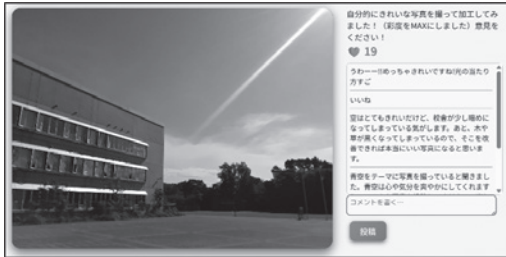 自分的にきれいな写真を撮って加工してみ
ました！（彩度をMAXにしました）意見を
ください！
♥ 19
うわーー!!めっちゃきれいですね!光の当たり
方すご
いいね
空はとてもきれいだけど、校舎が少し暗めに
なってしまっている気がします。あと、木や
草が黒くなってしまっているので、そこを改
善できれば本当にいい写真になると思いま
す。
青空をテーマに写真を撮っていると聞きまし
た。青空は心や気分を爽やかにしてくれます
コメントを書く…
投稿